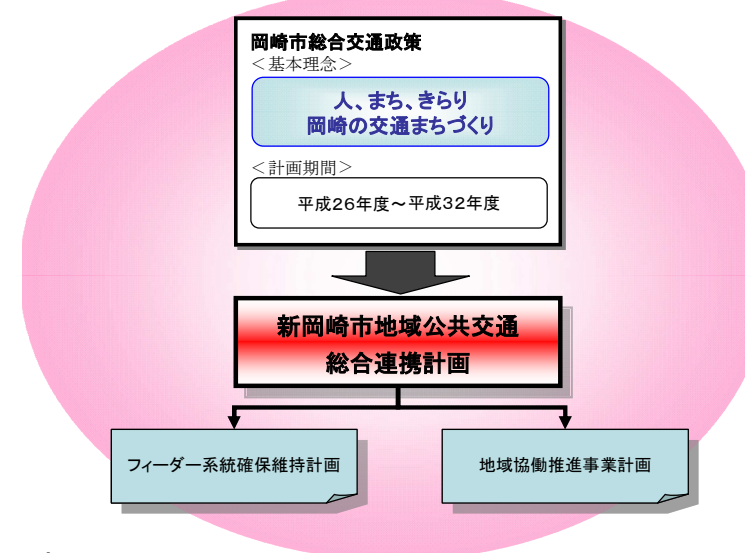 岡崎市総合交通政策
＜基本理念＞
人、まち、きらり
岡崎の交通まちづくり
＜計画期間＞
平成26年度～平成32年度
新岡崎市地域公共交通
総合連携計画
フィーダー系統確保維持計画
地域協働推進事業計画